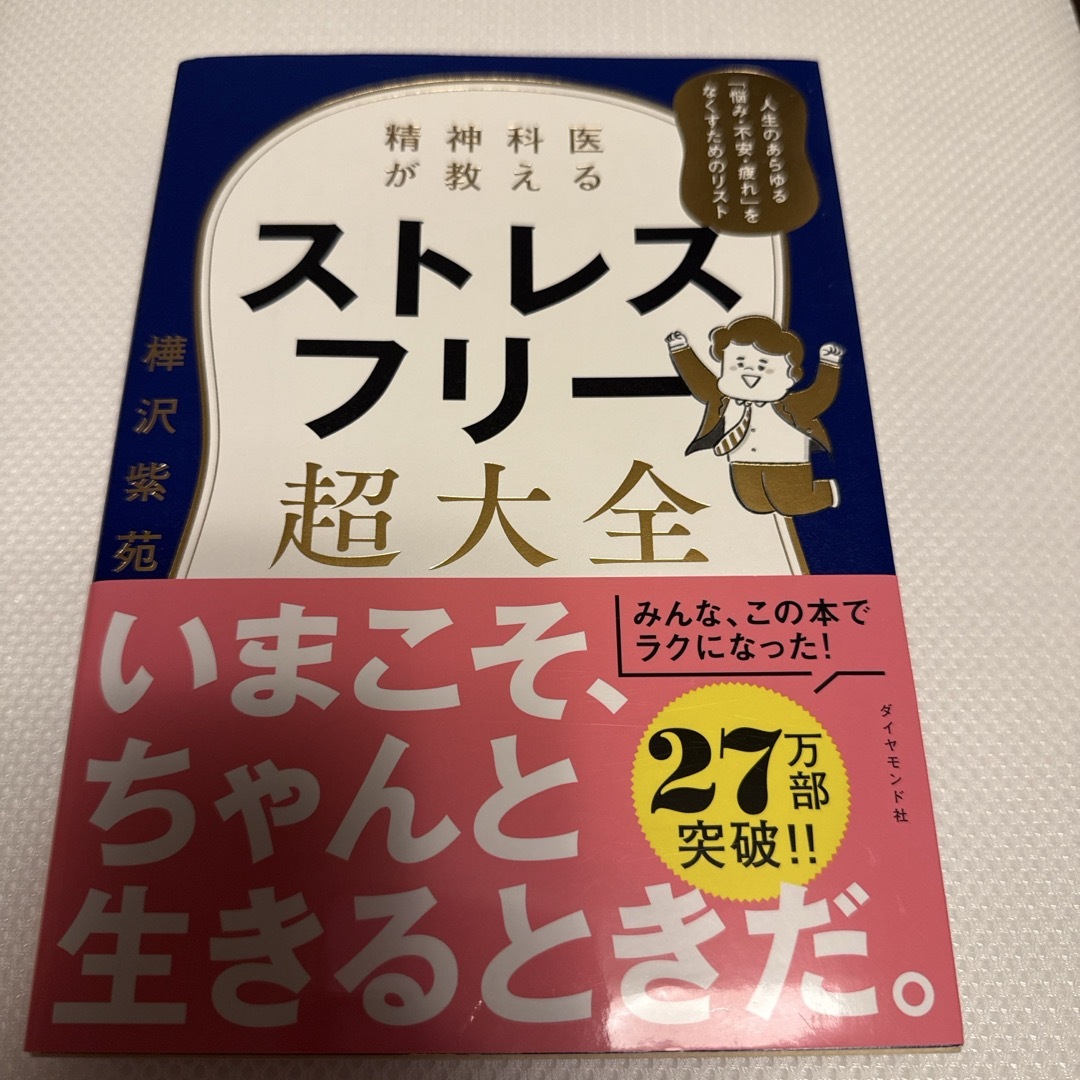 人生のあらゆる
「悩み・不安・疲れ」を
なくすためのリスト
精神科医
が教える
ストレス
フリー
超大全
樺沢紫苑
いまこそ、
ちゃんと
生きるときだ。
みんな、この本で
ラクになった!
27万部
突破!!
ダイヤモンド社